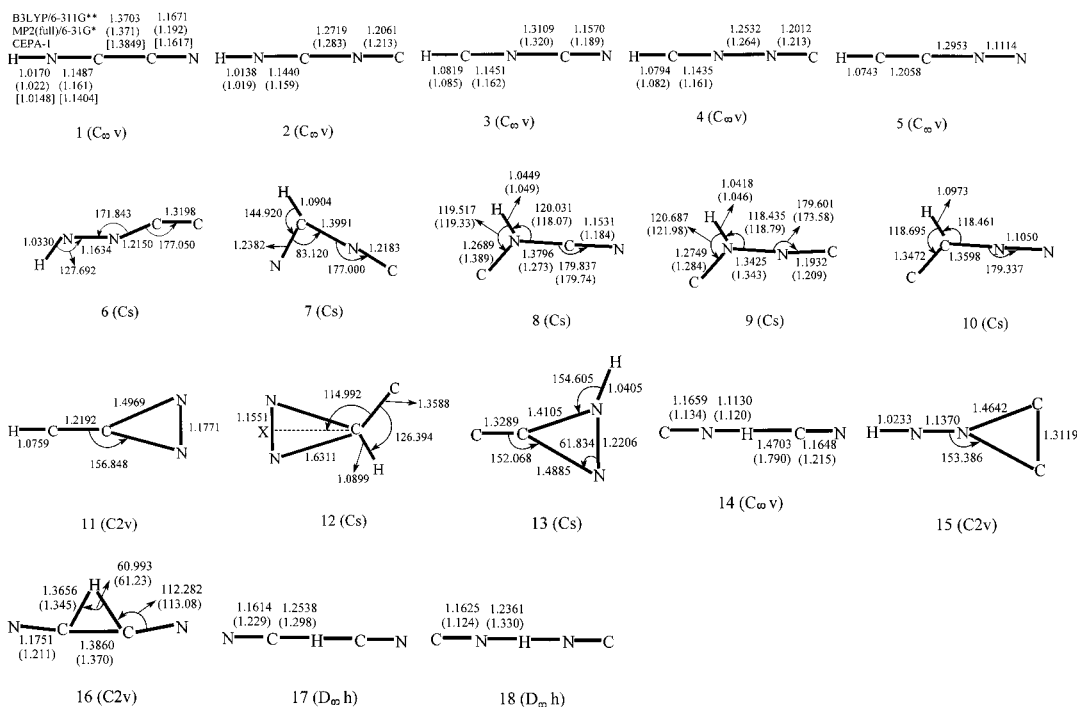 B3LYP/6-311G** 1.3703 1.1671
MP2(full)/6-31G* (1.371) (1.192)
CEPA-1 [1.3849] [1.1617]
H N C C N
1.0170 1.1487
(1.022) (1.161)
[1.0148] [1.1404]
1 (C∞ v)
1.2719 1.2061
(1.283) (1.213)
H N C N C
1.0138 1.1440
(1.019) (1.159)
2 (C∞ v)
1.3109 1.1570
(1.320) (1.189)
H C N C N
1.0819 1.1451
(1.085) (1.162)
3 (C∞ v)
1.2532 1.2012
(1.264) (1.213)
H C N N C
1.0794 1.1435
(1.082) (1.161)
4 (C∞ v)
1.2953 1.1114
H C C N N
1.0743 1.2058
5 (C∞ v)
171.843 C 1.3198 C
1.0330 N N 1.2150 177.050
1.1634
H 127.692
6 (Cs)
H 1.0904
144.920 C 1.3991
1.2382 N 1.2183
N 83.120 177.000 C
7 (Cs)
1.0449
(1.049)
119.517 H 120.031 1.1531
(119.33) (118.07) (1.184)
1.2689 N C N
(1.389) 1.3796 179.837
C (1.273) (179.74)
8 (Cs)
1.0418
(1.046) 179.601
120.687 H 118.435 (173.58)
(121.98) (118.79)
1.2749 N N C
(1.284) 1.3425 1.1932
C (1.343) (1.209)
9 (Cs)
1.0973
H 118.461
118.695 1.1050
C N N
1.3472 1.3598 179.337
C
10 (Cs)
1.4969 N
1.2192
H C C 1.1771
1.0759 N
156.848
11 (C2v)
114.992 C
N 1.3588
1.1551
X C
126.394
N 1.6311 H
1.0899
12 (Cs)
H
154.605 1.0405
1.3289 1.4105 N
C C 61.834 1.2206
152.068
1.4885 N
13 (Cs)
1.1659 1.1130
(1.134) (1.120)
C N H C N
1.4703 1.1648
(1.790) (1.215)
14 (C∞ v)
1.4642 C
1.0233 1.1370
H N N 1.3119
153.386
C
15 (C2v)
60.993
1.3656 H (61.23) 112.282
(1.345) (113.08)
N C C N
1.1751 1.3860
(1.211) (1.370)
16 (C2v)
1.1614 1.2538
(1.229) (1.298)
N C H C N
17 (D∞ h)
1.1625 1.2361
(1.124) (1.330)
C N H N C
18 (D∞ h)